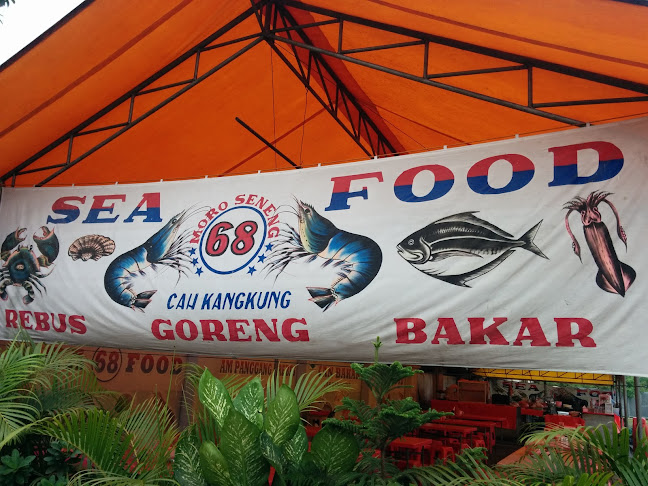 SEA FOOD
MORO SENENG
68
CAH KANGKUNG
REBUS GORENG BAKAR
68 FOOD